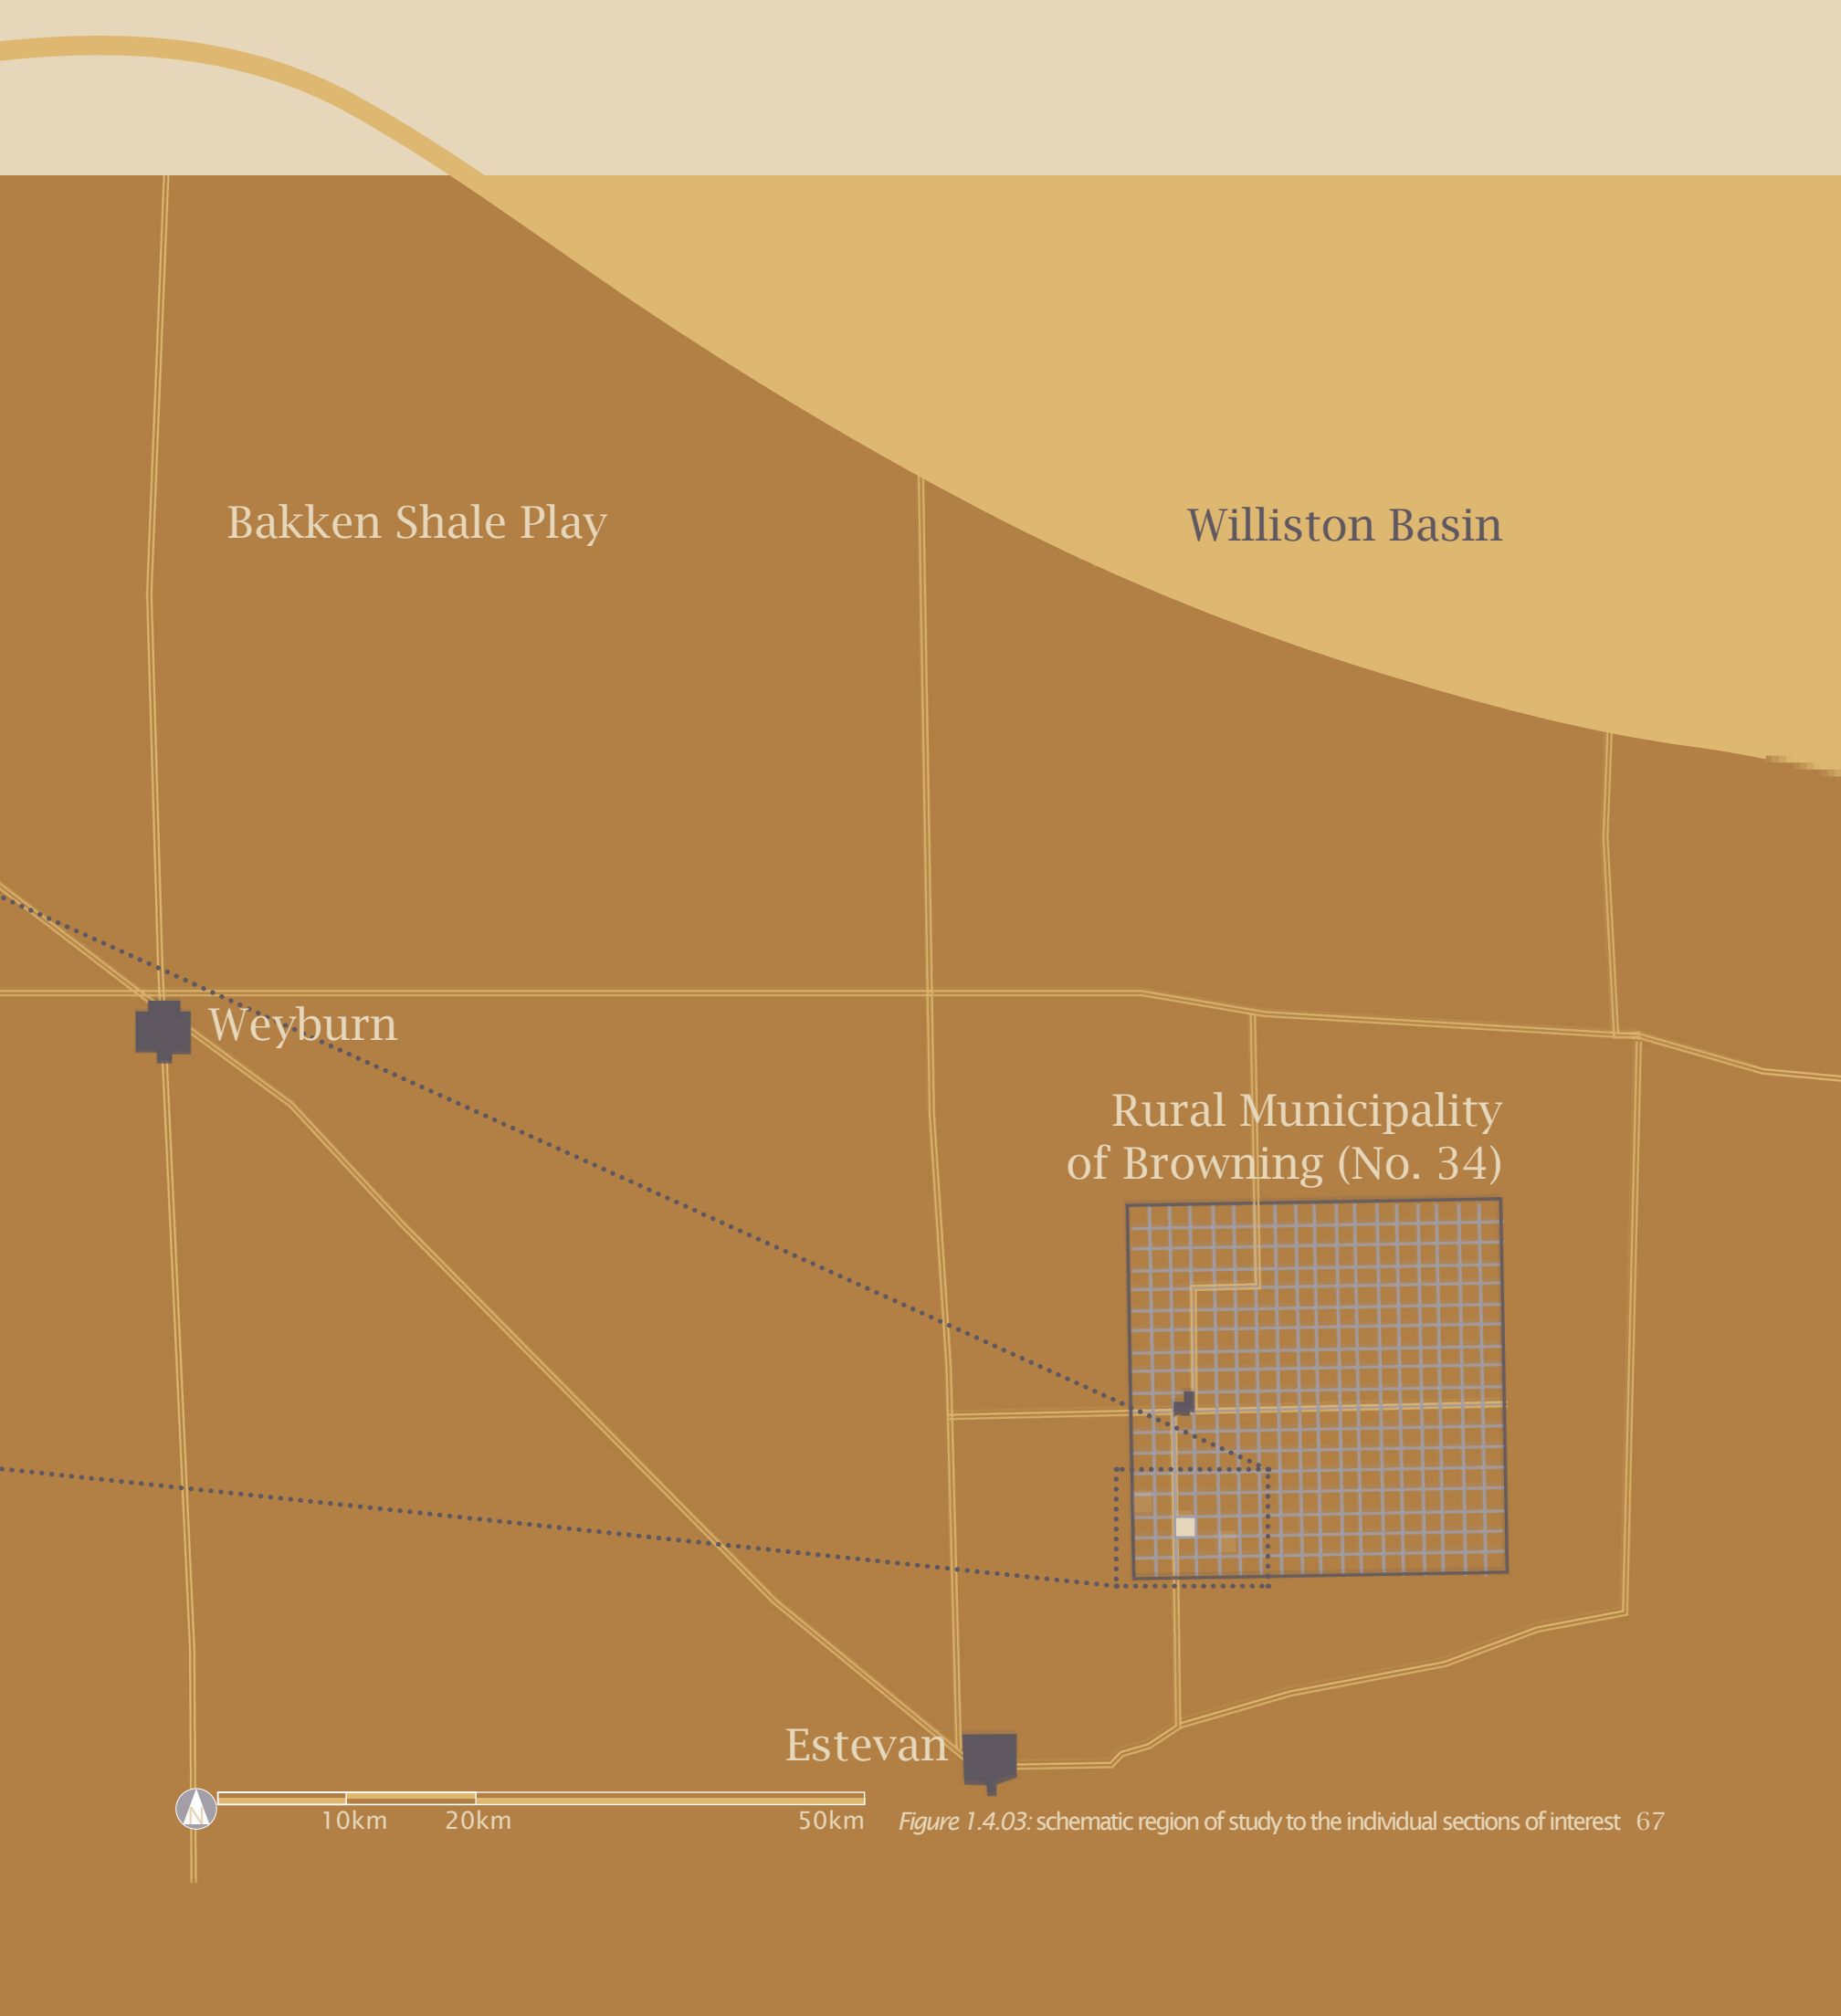 Bakken Shale Play
Williston Basin
Weyburn
Rural Municipality
of Browning (No. 34)
Estevan
N
10km 20km 50km
Figure 1.4.03: schematic region of study to the individual sections of interest 67